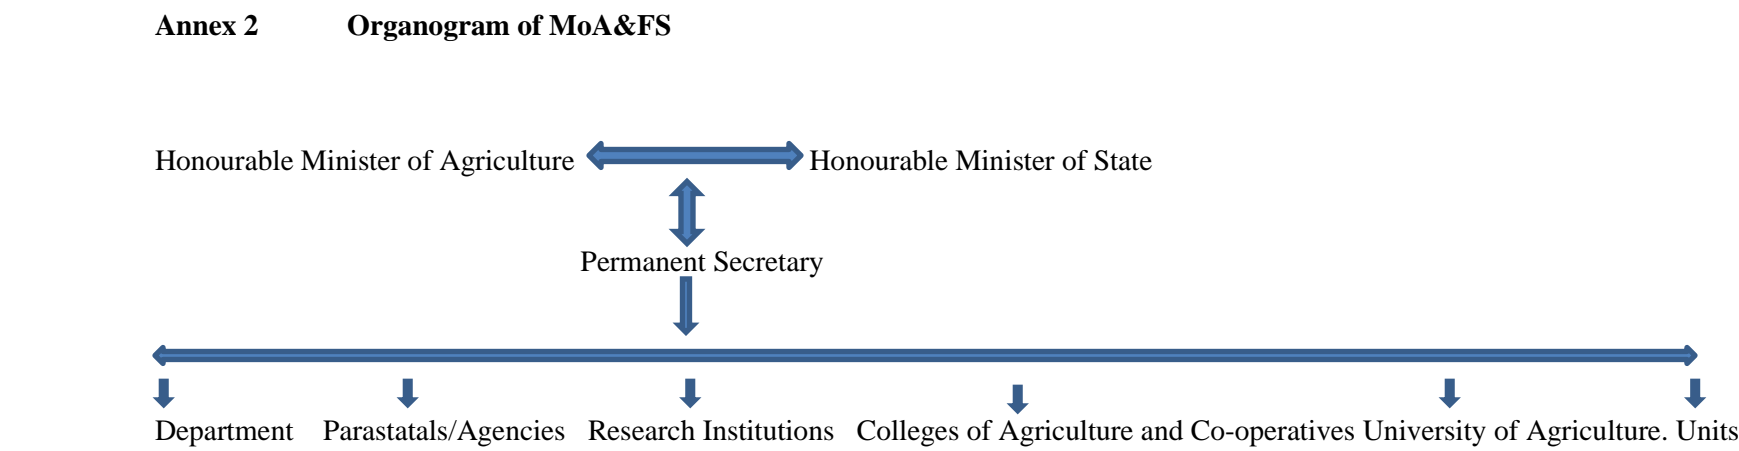 Annex 2 Organogram of MoA&FS
Honourable Minister of Agriculture Honourable Minister of State
Permanent Secretary
Department Parastatals/Agencies Research Institutions Colleges of Agriculture and Co-operatives University of Agriculture. Units